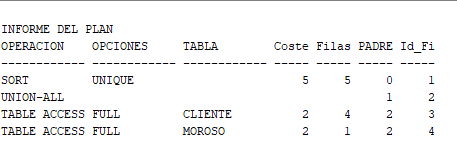 INFORME DEL PLAN
OPERACION OPCIONES TABLA Coste Filas PADRE Id_Fi
------------ ------------ ------------ ----- ----- ----- -----
SORT UNIQUE 5 5 0 1
UNION-ALL 1 2
TABLE ACCESS FULL CLIENTE 2 4 2 3
TABLE ACCESS FULL MOROSO 2 1 2 4